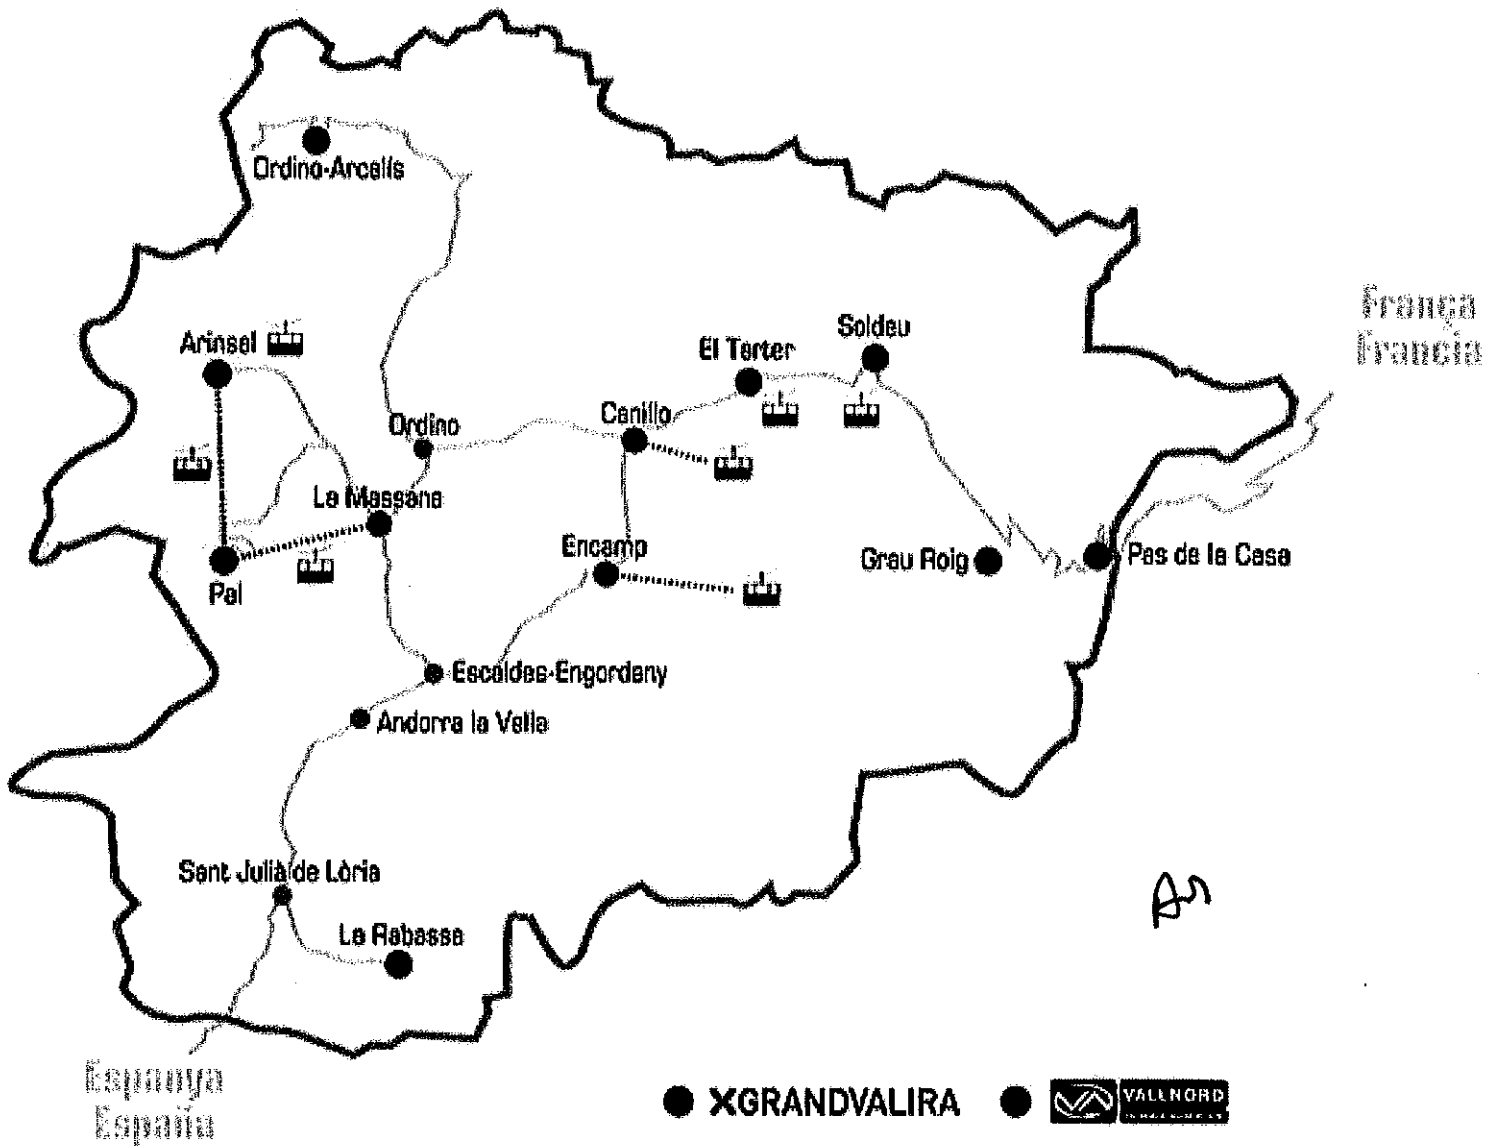 Ordino-Arcalís
França
Francia
Arinsal
Soldeu
El Tarter
Canillo
Ordino
La Massana
Encamp
Grau Roig
Pas de la Casa
Pal
Escaldes-Engordany
Andorra la Vella
Sant Julià de Lòria
La Rabassa
Espanya
España
XGRANDVALIRA
VALLNORD